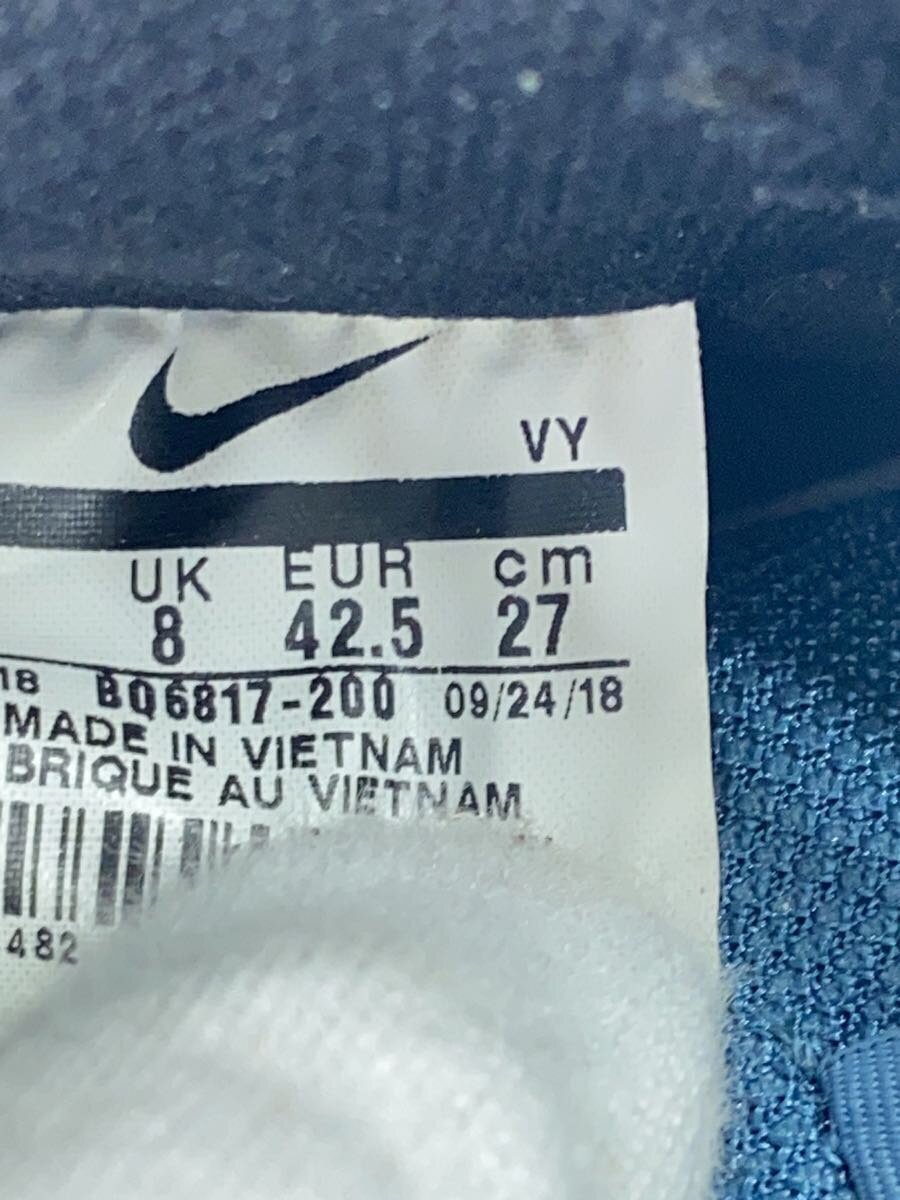 VY
UK EUR cm
8 42.5 27
18 BQ6817-200 09/24/18
MADE IN VIETNAM
BRIQUE AU VIETNAM
482